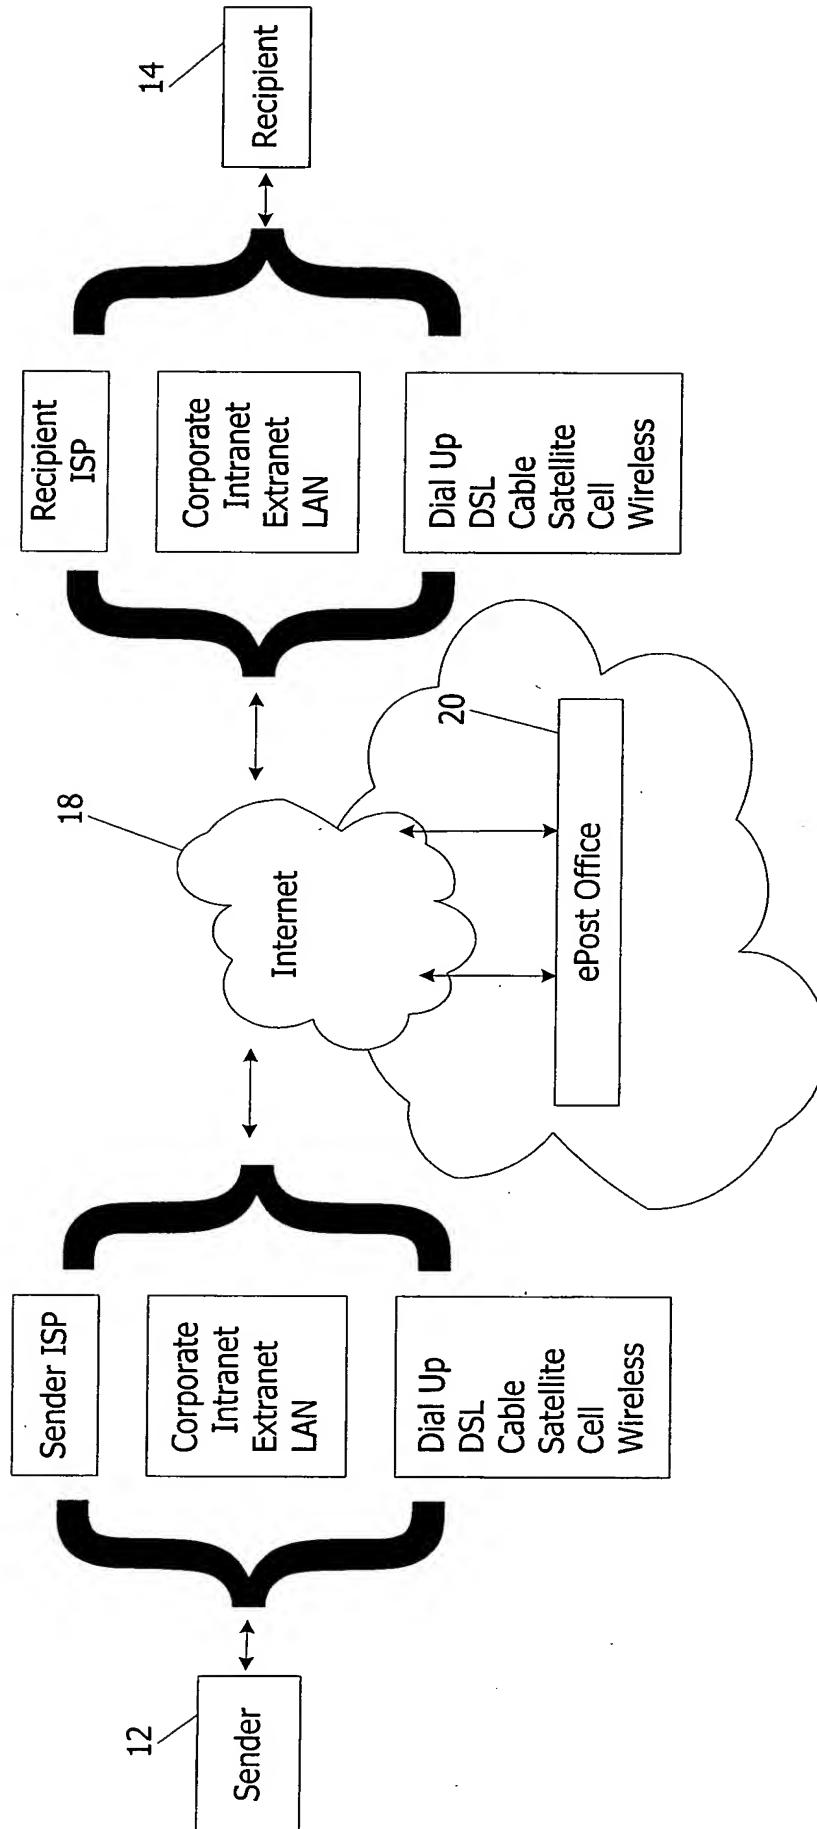 12
Sender
Sender ISP
Corporate
Intranet
Extranet
LAN
Dial Up
DSL
Cable
Satellite
Cell
Wireless
18
Internet
20
ePost Office
Recipient
ISP
Corporate
Intranet
Extranet
LAN
Dial Up
DSL
Cable
Satellite
Cell
Wireless
14
Recipient